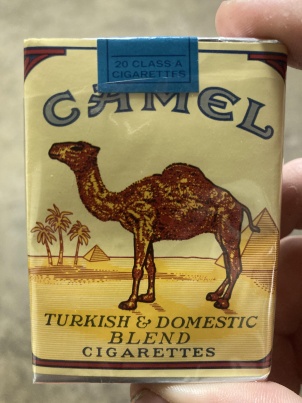 20 CLASS A
CIGARETTES
CAMEL
TURKISH & DOMESTIC
BLEND
CIGARETTES